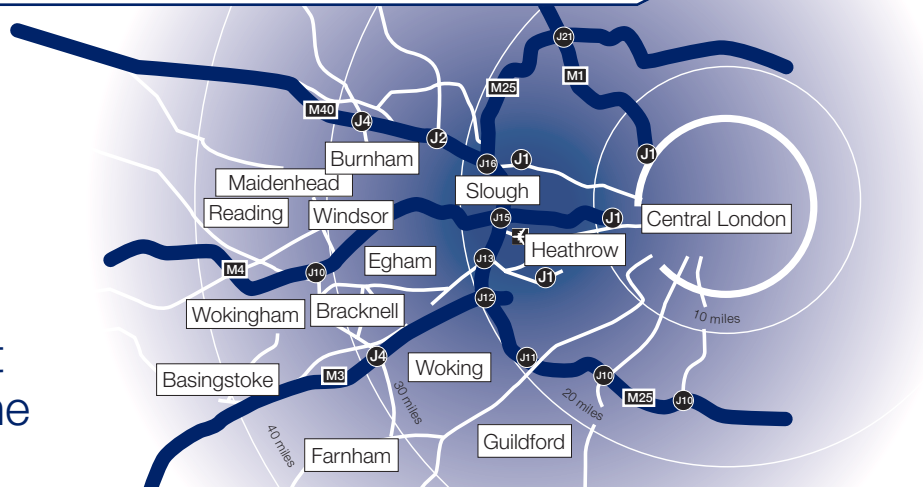 J21
M1
M25
M40
J4
J2
J1
J16
J1
Burnham
Maidenhead
Slough
Reading
Windsor
J15
J1
Central London
Heathrow
Egham
J13
M4
J10
J1
J12
Wokingham
Bracknell
10 miles
J4
J11
Woking
M3
J10
Basingstoke
30 miles
20 miles
M25
J10
40 miles
Guildford
Farnham